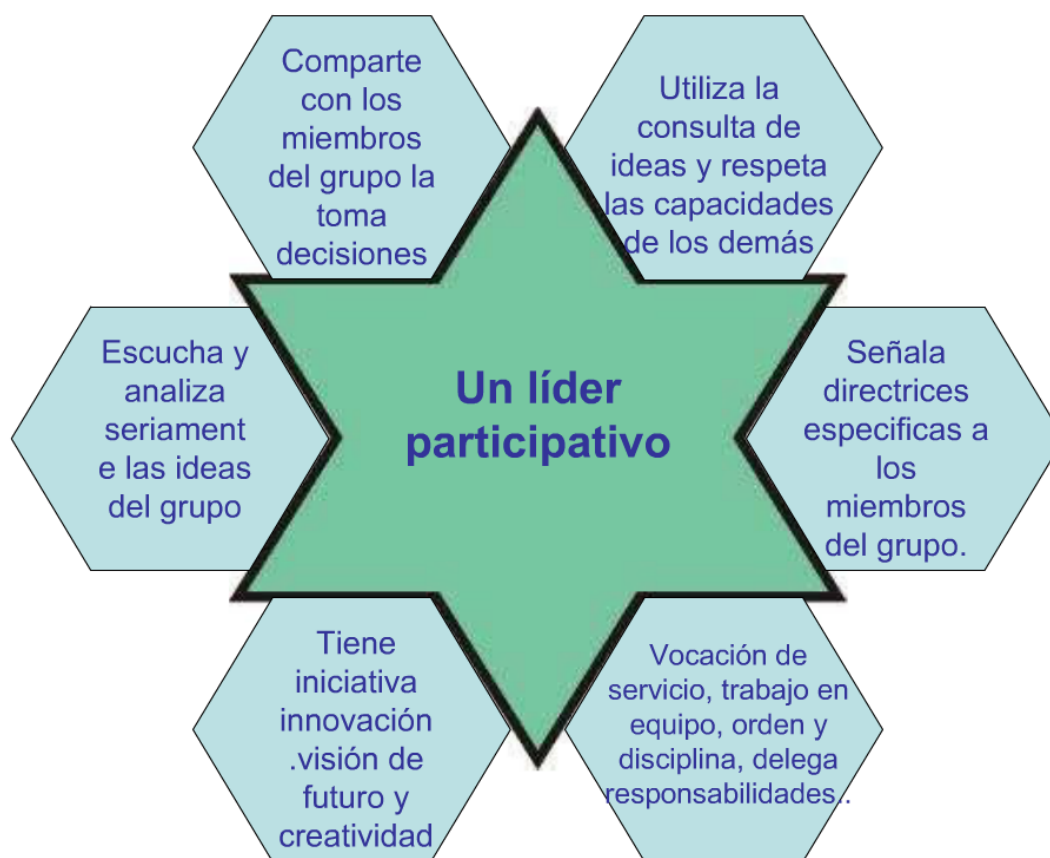 Comparte
con los
miembros
del grupo la
toma
decisiones
Utiliza la
consulta de
ideas y respeta
las capacidades
de los demás
Escucha y
analiza
seriament
e las ideas
del grupo
Un líder
participativo
Señala
directrices
especificas a
los
miembros
del grupo.
Tiene
iniciativa
innovación
.visión de
futuro y
creatividad
Vocación de
servicio, trabajo en
equipo, orden y
disciplina, delega
responsabilidades..